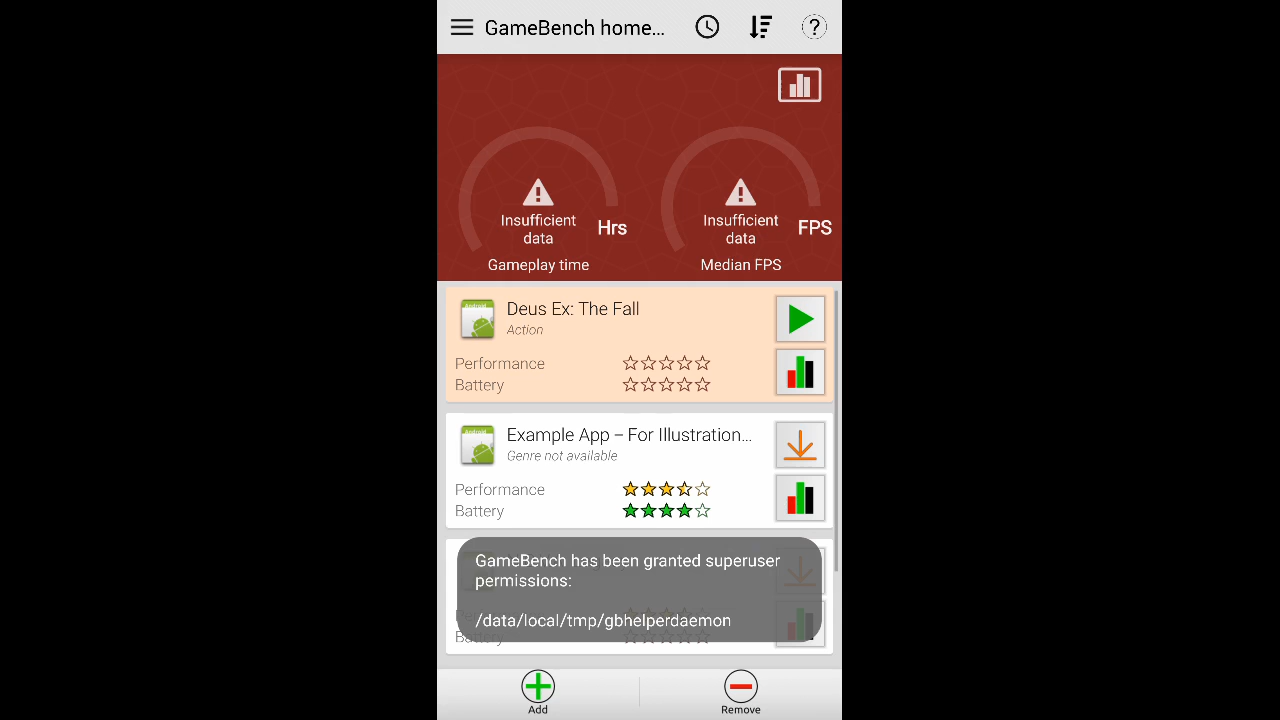 GameBench home...
Insufficient data
Hrs
Gameplay time
Insufficient data
FPS
Median FPS
Deus Ex: The Fall
Action
Performance
Battery
Example App – For Illustration...
Genre not available
Performance
Battery
GameBench has been granted superuser
permissions:
/data/local/tmp/gbhelperdaemon
Battery
Add
Remove